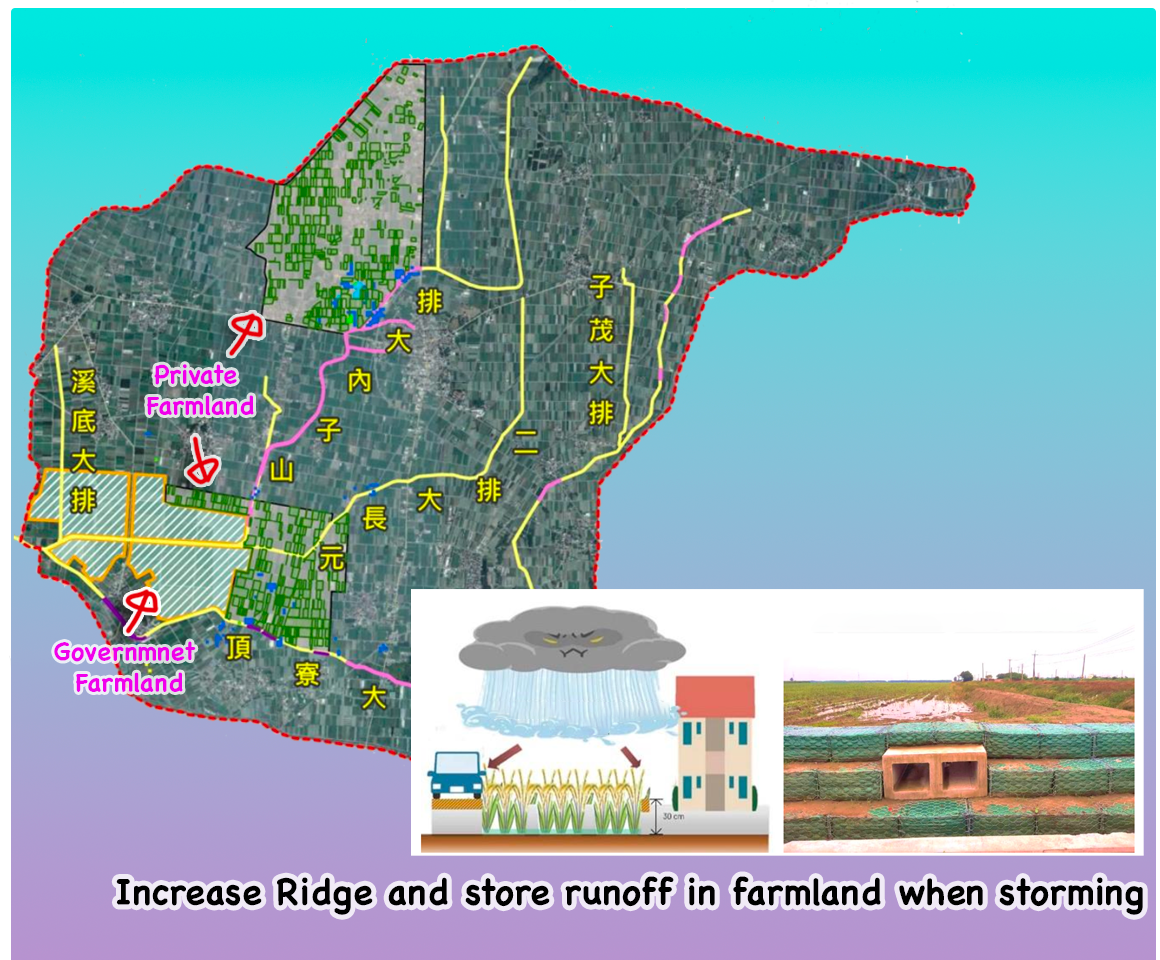 子茂大排
山子內大排
溪底大排
Private
Farmland
元長大排二
Governmnet
Farmland
頂寮大
30 cm
Increase Ridge and store runoff in farmland when storming